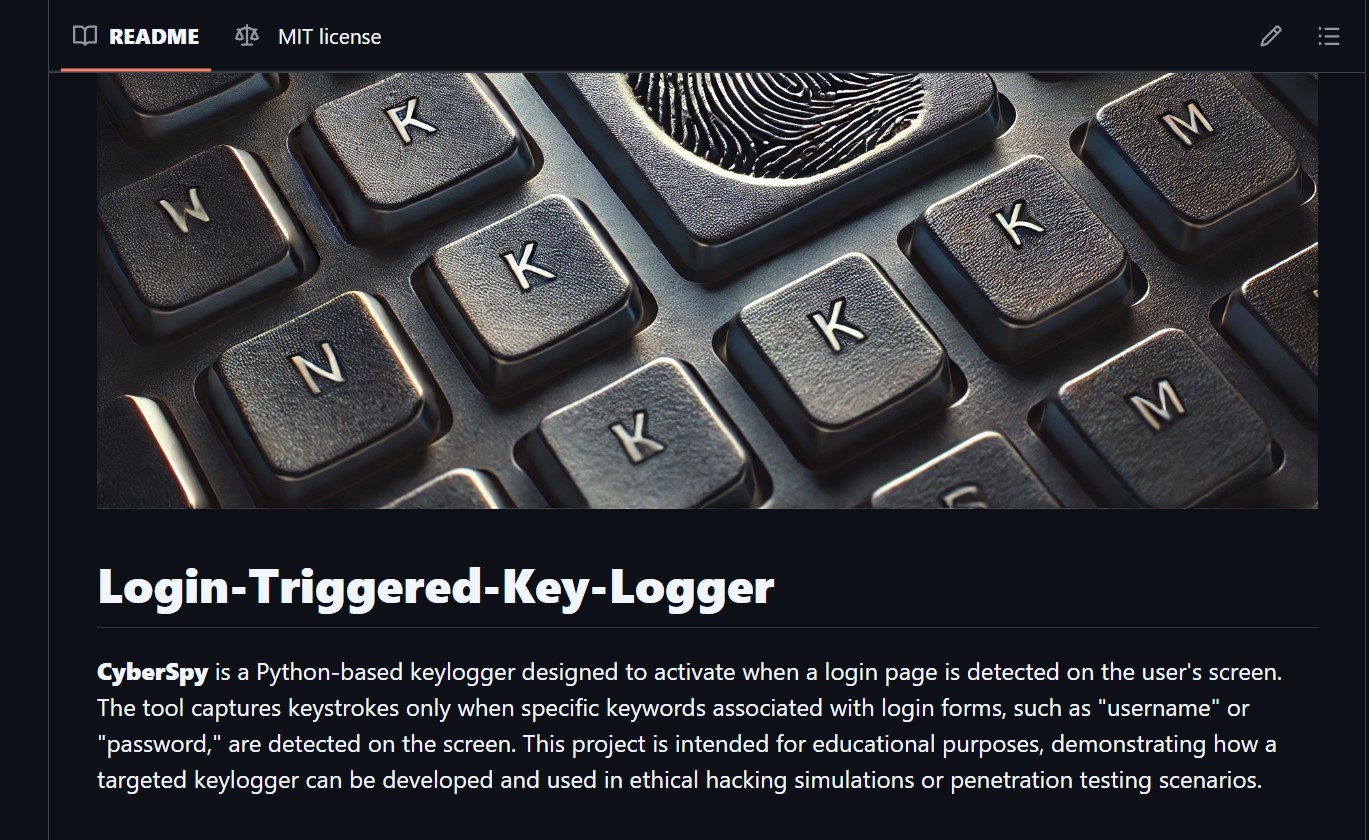 README MIT license
K
M
W
K
K
N
K
K
M
Login-Triggered-Key-Logger
CyberSpy is a Python-based keylogger designed to activate when a login page is detected on the user's screen.
The tool captures keystrokes only when specific keywords associated with login forms, such as "username" or
"password," are detected on the screen. This project is intended for educational purposes, demonstrating how a
targeted keylogger can be developed and used in ethical hacking simulations or penetration testing scenarios.